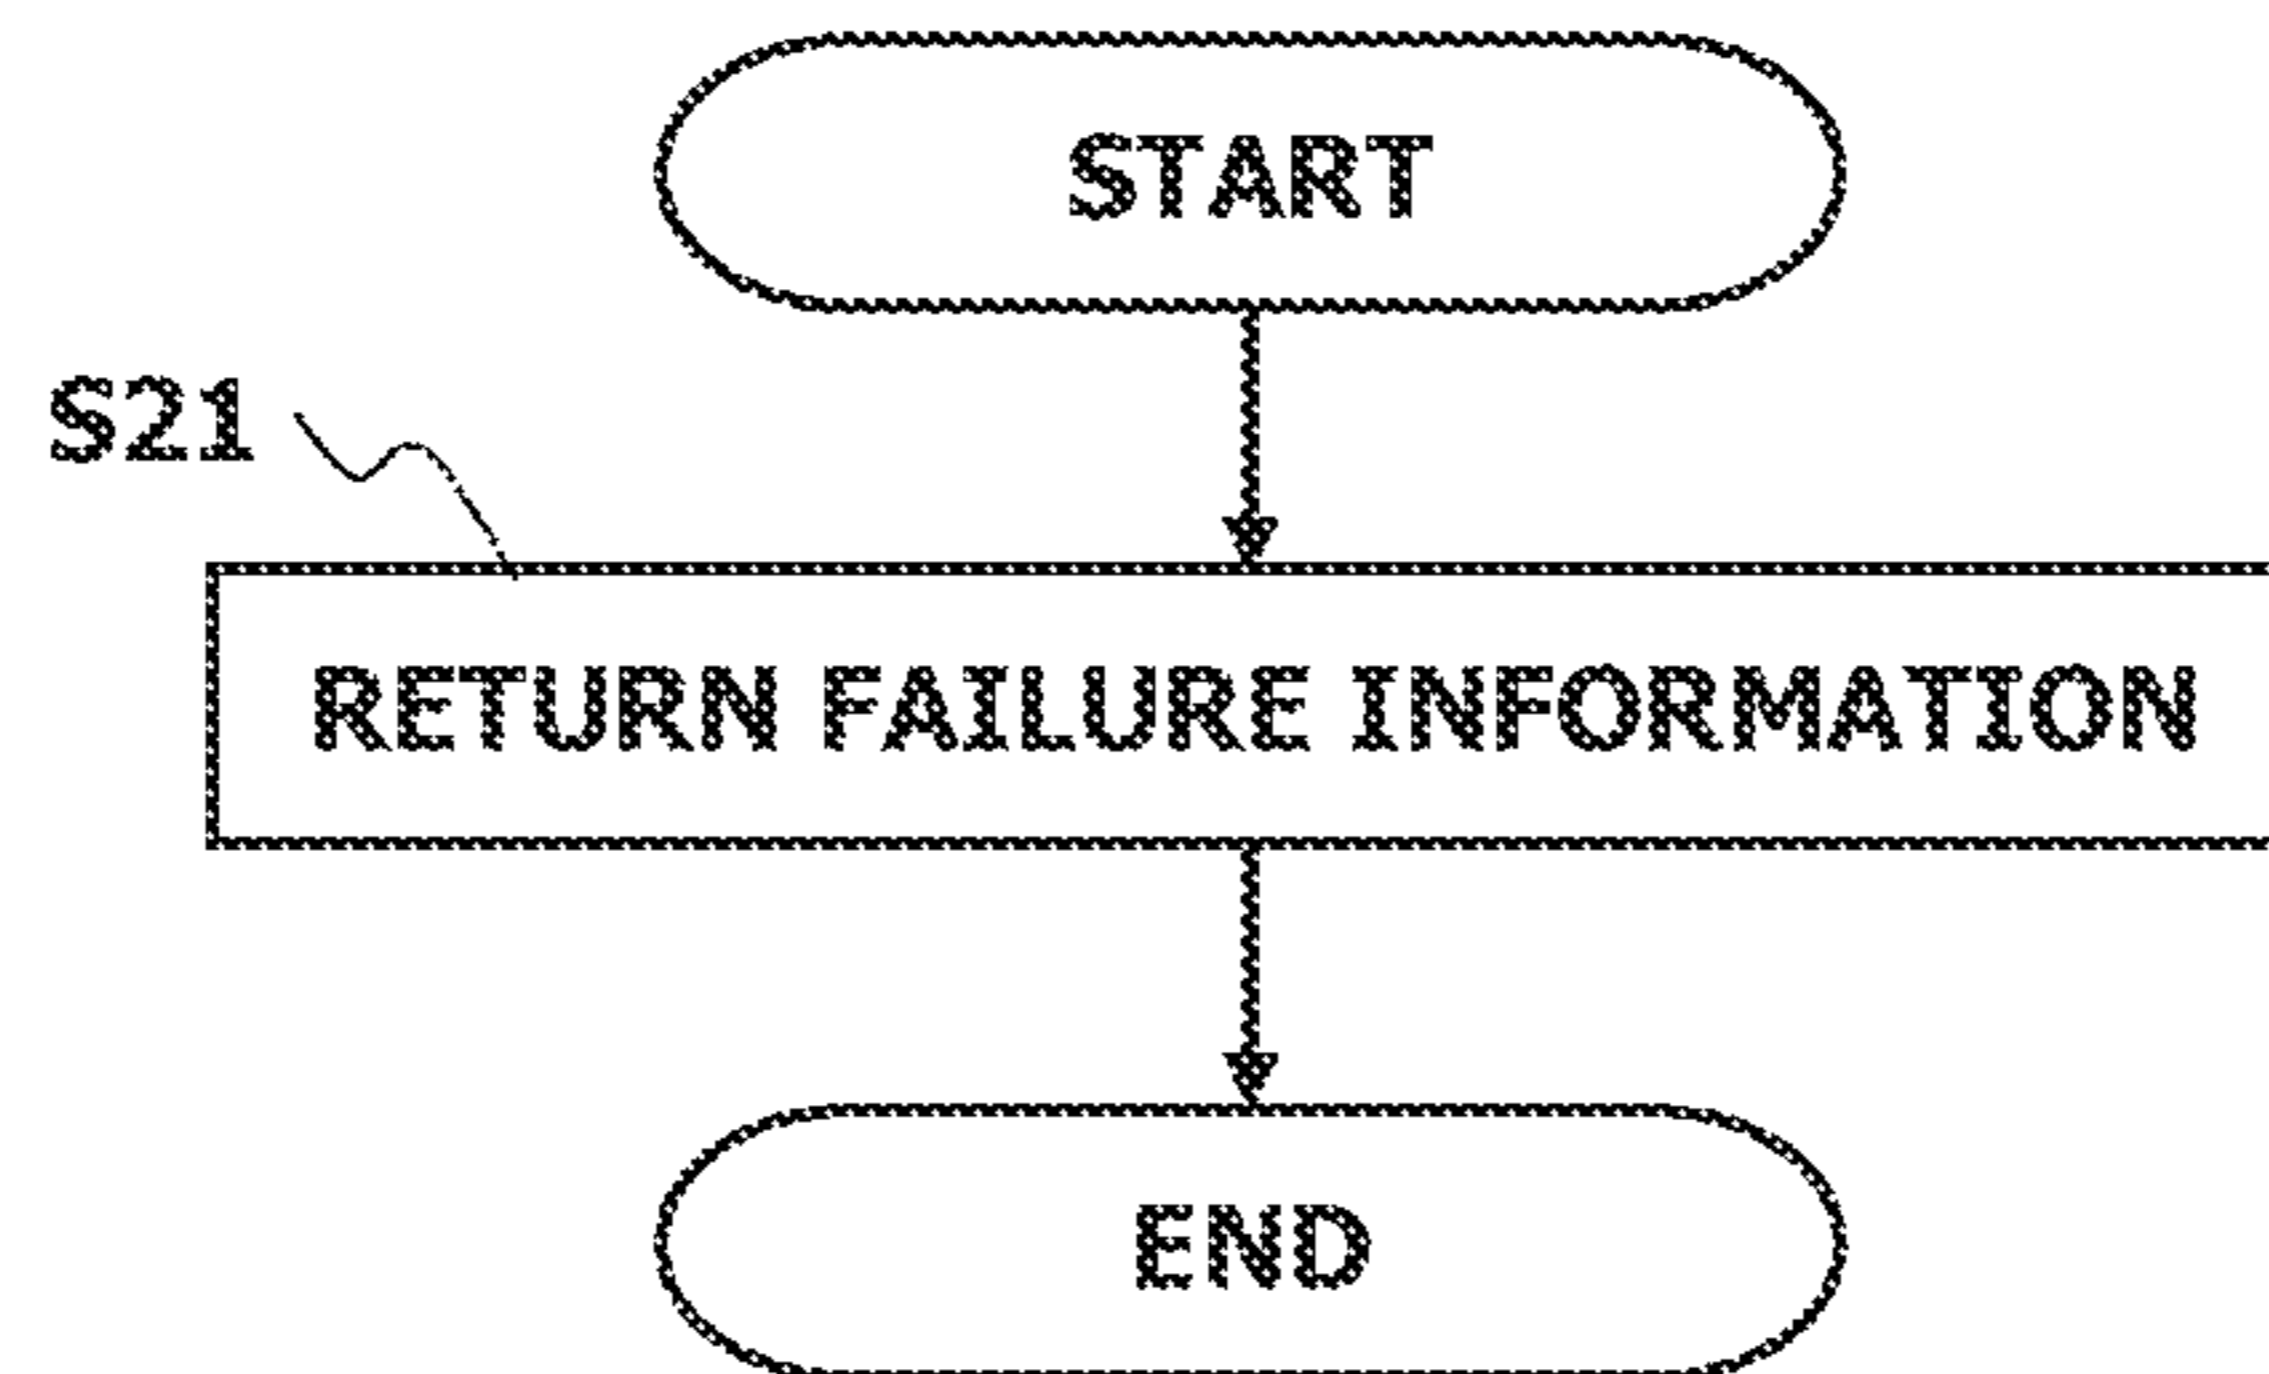 START
S21
RETURN FAILURE INFORMATION
END